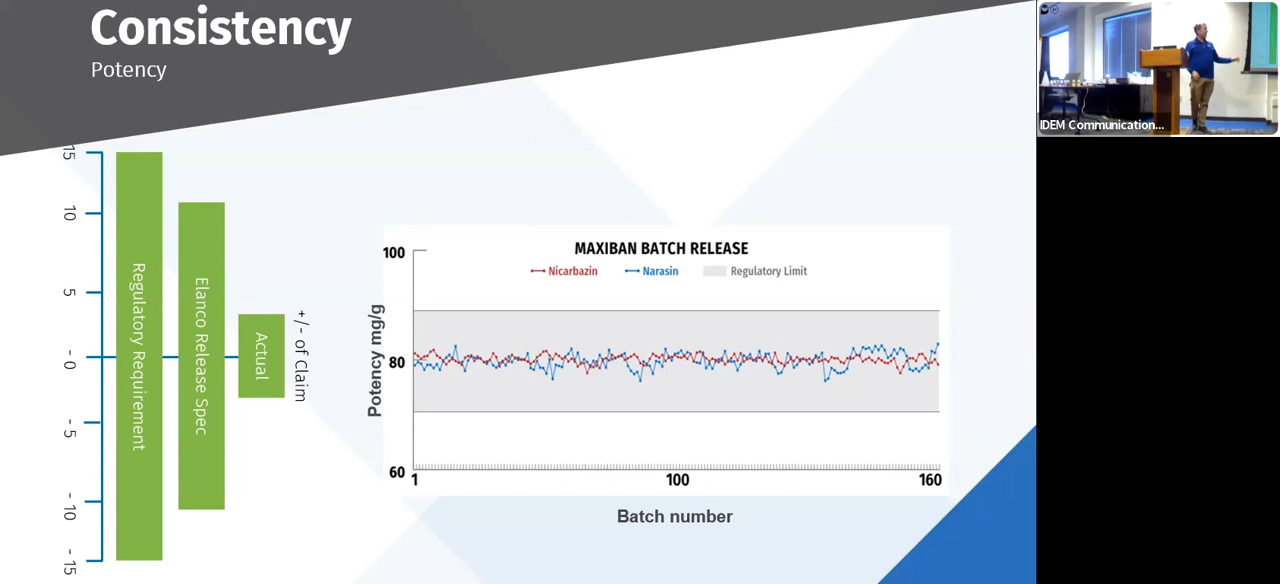 Consistency
Potency
15
10
5
- 0
- 5
- 10
- 15
Regulatory Requirement
Elanco Release Spec
Actual
+/- of Claim
MAXIBAN BATCH RELEASE
Nicarbazin
Narasin
Regulatory Limit
Potency mg/g
100
80
60
1
100
160
Batch number
IDEM Communication...